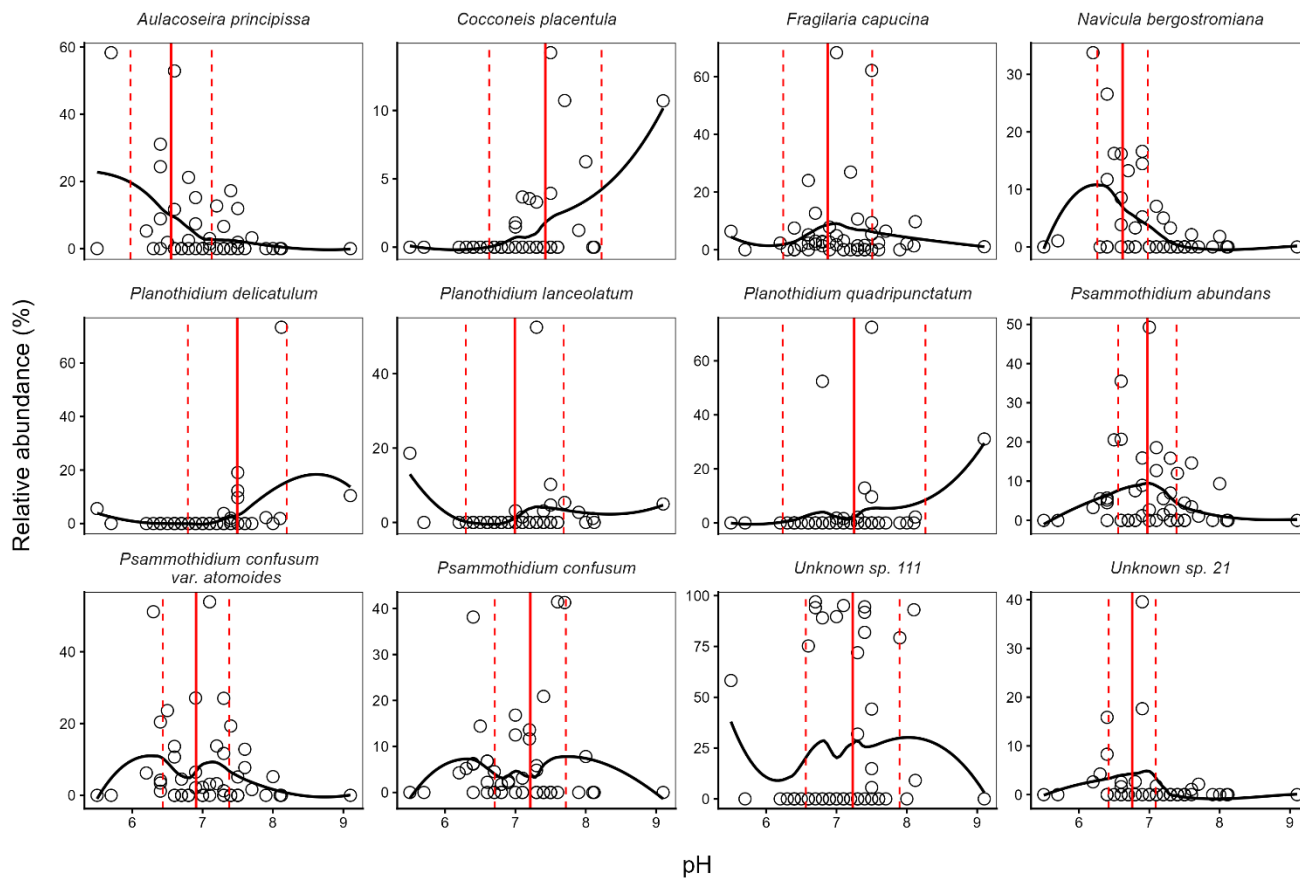 Aulacoseira principissa
Cocconeis placentula
Fragilaria capucina
Navicula bergostromiana
60
40
20
0
10
5
0
60
40
20
0
30
20
10
0
Planothidium delicatulum
Planothidium lanceolatum
Planothidium quadripunctatum
Psammothidium abundans
60
40
20
0
40
20
0
60
40
20
0
50
40
30
20
10
0
Psammothidium confusum
var. atomoides
Psammothidium confusum
Unknown sp. 111
Unknown sp. 21
40
20
0
40
30
20
10
0
100
75
50
25
0
40
30
20
10
0
6 7 8 9
6 7 8 9
6 7 8 9
6 7 8 9
Relative abundance (%)
pH